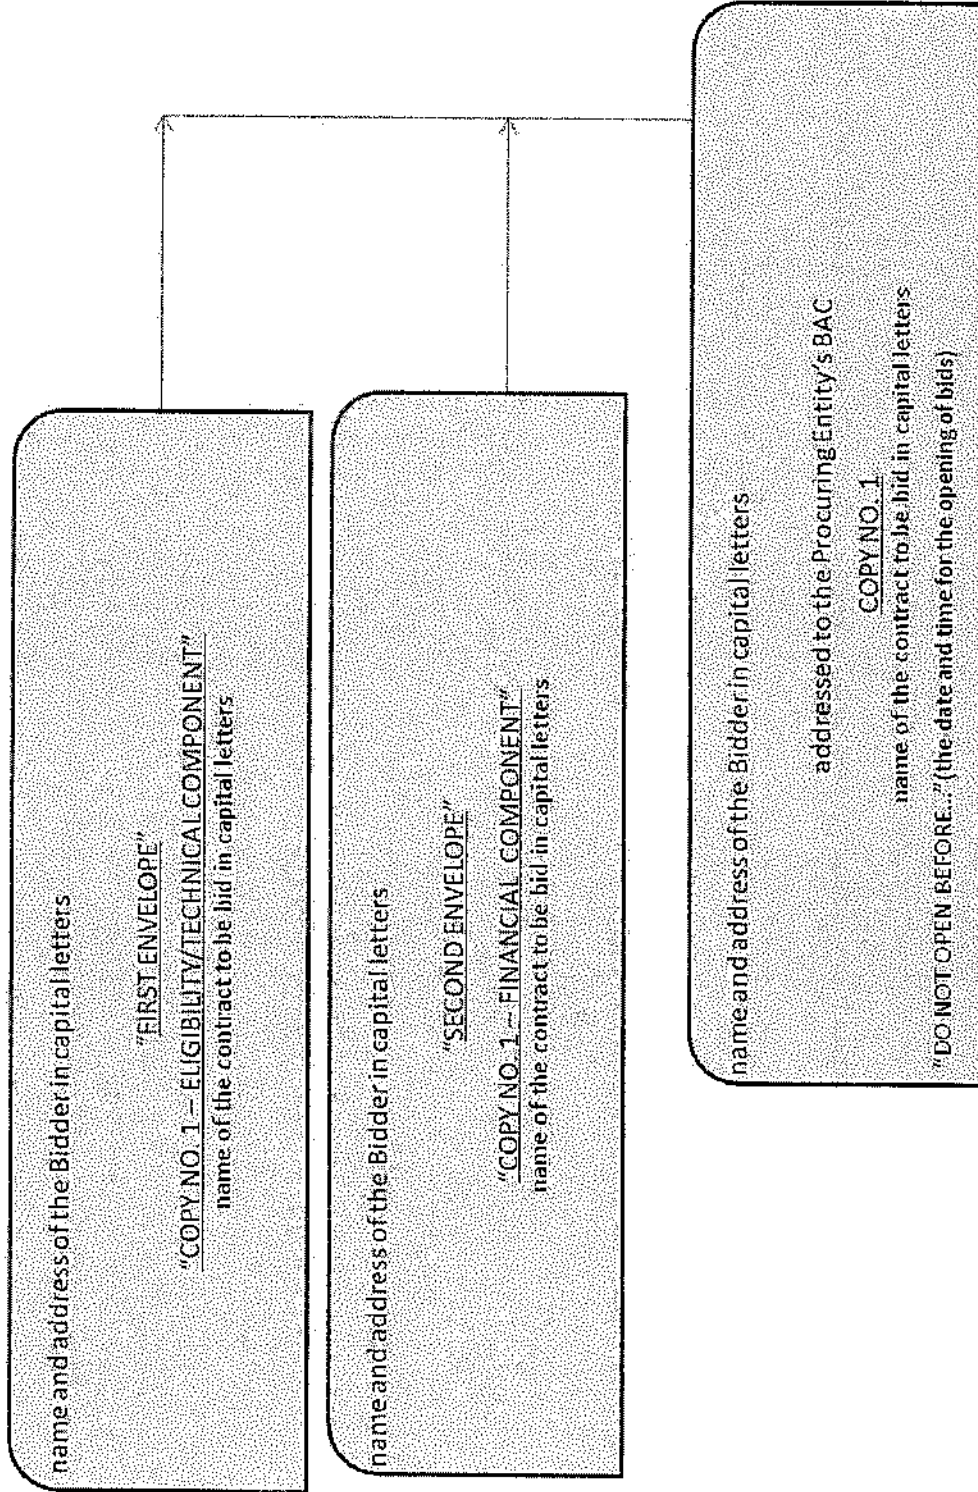 name and address of the Bidder in capital letters
"FIRST ENVELOPE"
"COPY NO. 1 – ELIGIBILITY/TECHNICAL COMPONENT"
name of the contract to be bid in capital letters
name and address of the Bidder in capital letters
"SECOND ENVELOPE"
"COPY NO. 1 – FINANCIAL COMPONENT"
name of the contract to be bid in capital letters
name and address of the Bidder in capital letters
addressed to the Procuring Entity's BAC
COPY NO. 1
name of the contract to be bid in capital letters
"DO NOT OPEN BEFORE..." (the date and time for the opening of bids)